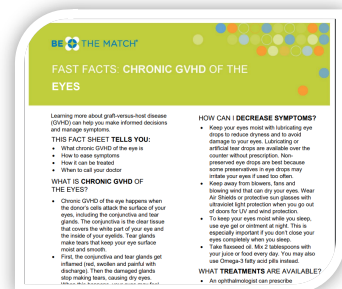 BE THE MATCH®
FAST FACTS: CHRONIC GVHD OF THE
EYES
Learning more about graft-versus-host disease
(GVHD) can help you make informed decisions
and manage symptoms.
THIS FACT SHEET TELLS YOU:
• What chronic GVHD of the eye is
• How to ease symptoms
• How it can be treated
• When to call your doctor
WHAT IS CHRONIC GVHD OF
THE EYES?
• Chronic GVHD of the eye happens when
the donor's cells attack the surface of your
eyes, including the conjunctiva and tear
glands. The conjunctiva is the clear tissue
that covers the white part of your eye and
the inside of your eyelids. Tear glands
make tears that keep your eye surface
moist and smooth.
• First, the conjunctiva and tear glands get
inflamed (red, swollen and painful with
discharge). Then the damaged glands
stop making tears, causing dry eyes.
HOW CAN I DECREASE SYMPTOMS?
• Keep your eyes moist with lubricating eye
drops to reduce dryness and to avoid
damage to your eyes. Lubricating or
artificial tear drops are available over the
counter without prescription. Non-
preserved eye drops are best because
some preservatives in eye drops may
irritate your eyes if used too often.
• Keep away from blowers, fans and
blowing wind that can dry your eyes. Wear
Air Shields or protective sun glasses with
ultraviolet light protection when you go out
of doors for UV and wind protection.
• To keep your eyes moist while you sleep,
use eye gel or ointment at night. This is
especially important if you don't close your
eyes completely when you sleep.
• Take flaxseed oil. Mix 2 tablespoons with
your juice or food every day. You may also
use Omega-3 fatty acid pills instead.
WHAT TREATMENTS ARE AVAILABLE?
• An ophthalmologist can prescribe